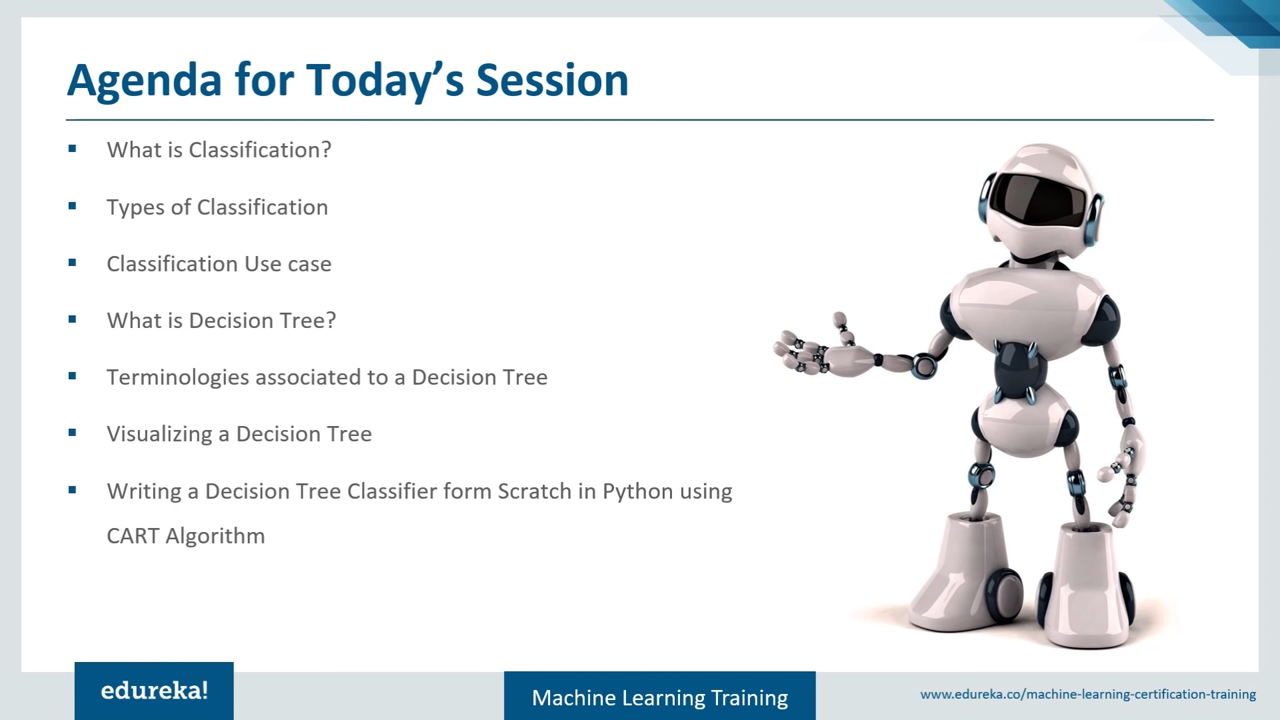 Agenda for Today’s Session
▪ What is Classification?
▪ Types of Classification
▪ Classification Use case
▪ What is Decision Tree?
▪ Terminologies associated to a Decision Tree
▪ Visualizing a Decision Tree
▪ Writing a Decision Tree Classifier form Scratch in Python using
CART Algorithm
edureka!
Machine Learning Training
www.edureka.co/machine-learning-certification-training